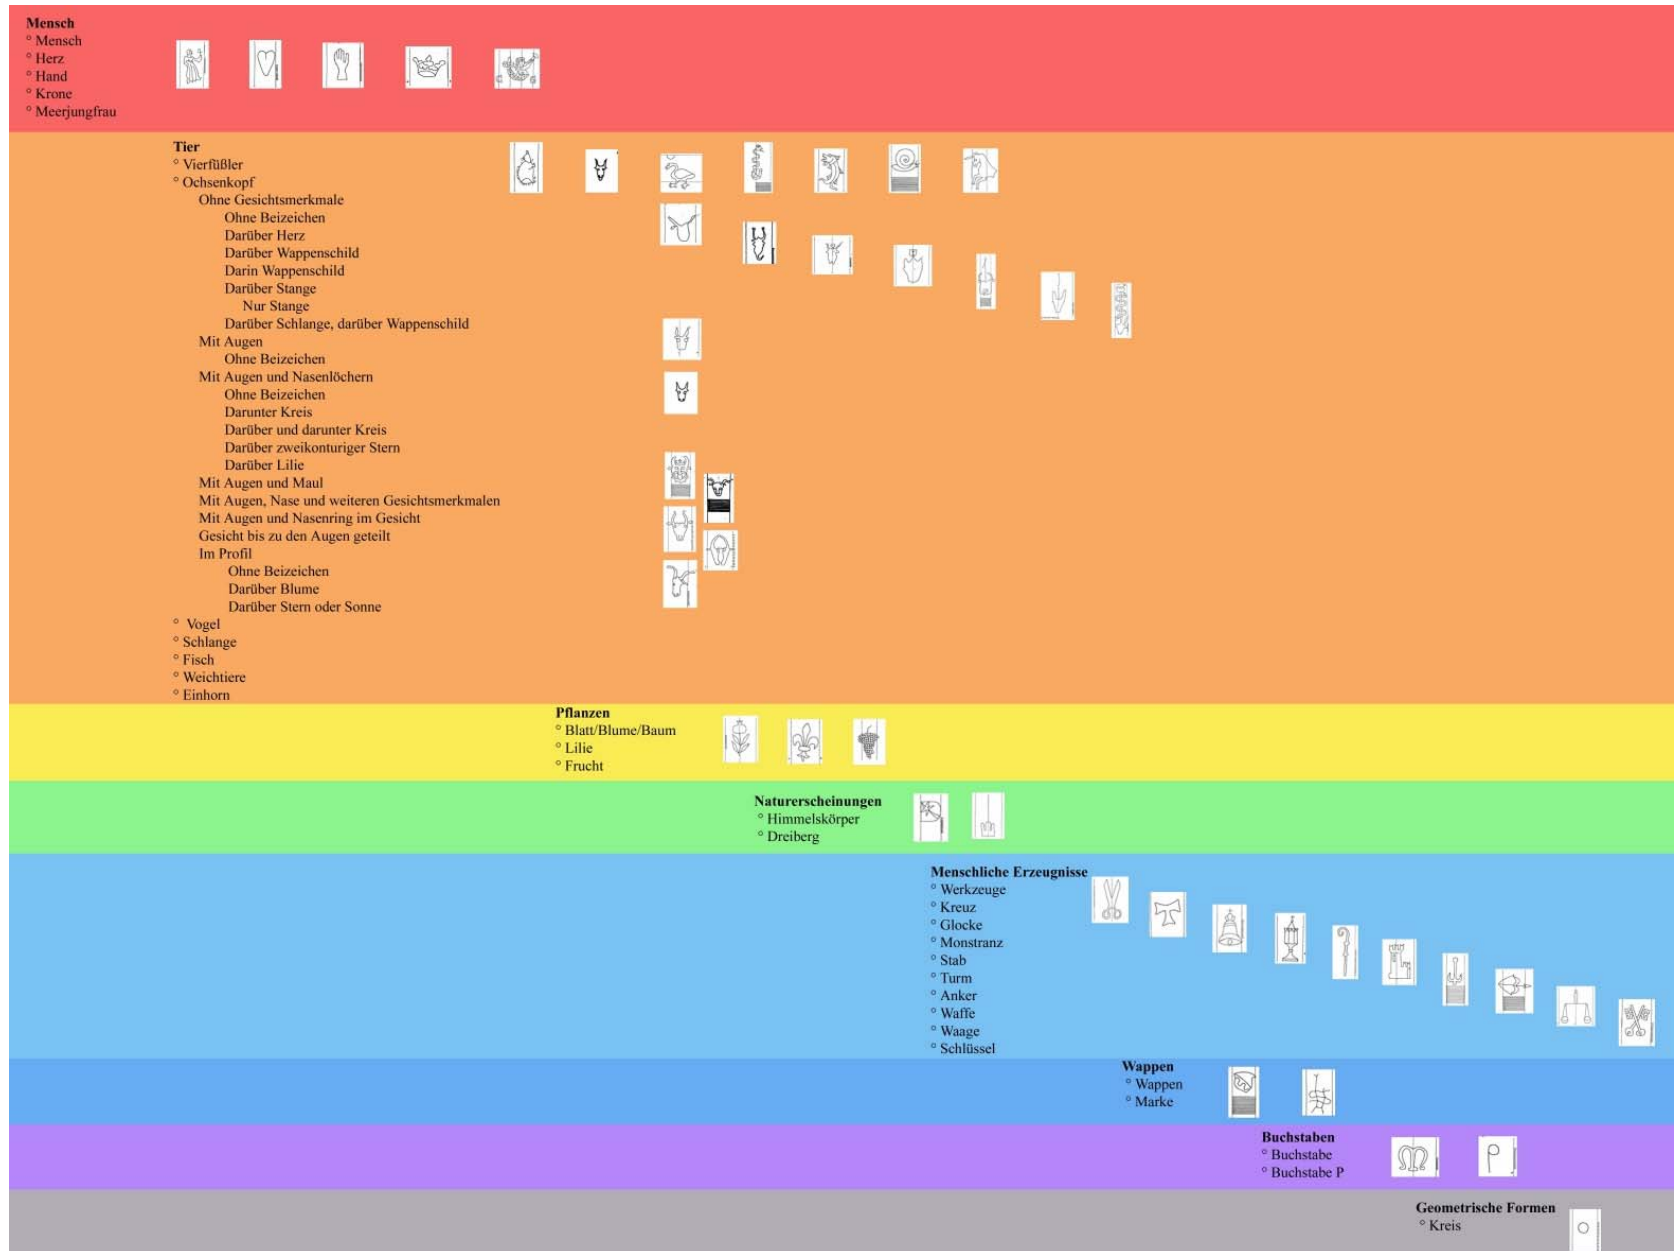 Mensch
° Mensch
° Herz
° Hand
° Krone
° Meerjungfrau
Tier
° Vierfüßler
° Ochsenkopf
Ohne Gesichtsmerkmale
Ohne Beizeichen
Darüber Herz
Darüber Wappenschild
Darin Wappenschild
Darüber Stange
Nur Stange
Darüber Schlange, darüber Wappenschild
Mit Augen
Ohne Beizeichen
Mit Augen und Nasenlöchern
Ohne Beizeichen
Darunter Kreis
Darüber und darunter Kreis
Darüber zweikonturiger Stern
Darüber Lilie
Mit Augen und Maul
Mit Augen, Nase und weiteren Gesichtsmerkmalen
Mit Augen und Nasenring im Gesicht
Gesicht bis zu den Augen geteilt
Im Profil
Ohne Beizeichen
Darüber Blume
Darüber Stern oder Sonne
° Vogel
° Schlange
° Fisch
° Weichtiere
° Einhorn
Pflanzen
° Blatt/Blume/Baum
° Lilie
° Frucht
Naturerscheinungen
° Himmelskörper
° Dreiberg
Menschliche Erzeugnisse
° Werkzeuge
° Kreuz
° Glocke
° Monstranz
° Stab
° Turm
° Anker
° Waffe
° Waage
° Schlüssel
Wappen
° Wappen
° Marke
Buchstaben
° Buchstabe
° Buchstabe P
Geometrische Formen
° Kreis